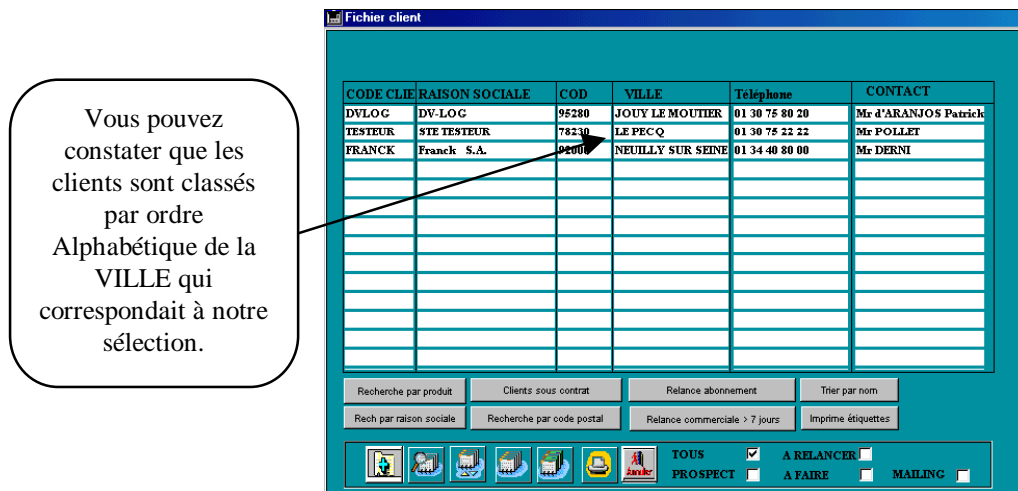 Fichier client
Vous pouvez
constater que les
clients sont classés
par ordre
Alphabétique de la
VILLE qui
correspondait à notre
sélection.
CODE CLIE RAISON SOCIALE COD VILLE Téléphone CONTACT
DVLOG DV-LOG 95280 JOUY LE MOUTIER 01 30 75 80 20 Mr d'ARANJOS Patrick
TESTEUR STE TESTEUR 78230 LE PECQ 01 30 75 22 22 Mr POLLET
FRANCK Franck S.A. 92000 NEUILLY SUR SEINE 01 34 40 80 00 Mr DERNI
Recherche par produit Clients sous contrat Relance abonnement Trier par nom
Rech par raison sociale Recherche par code postal Relance commerciale > 7 jours Imprime étiquettes
Annuler TOUS A RELANCER
PROSPECT A FAIRE MAILING